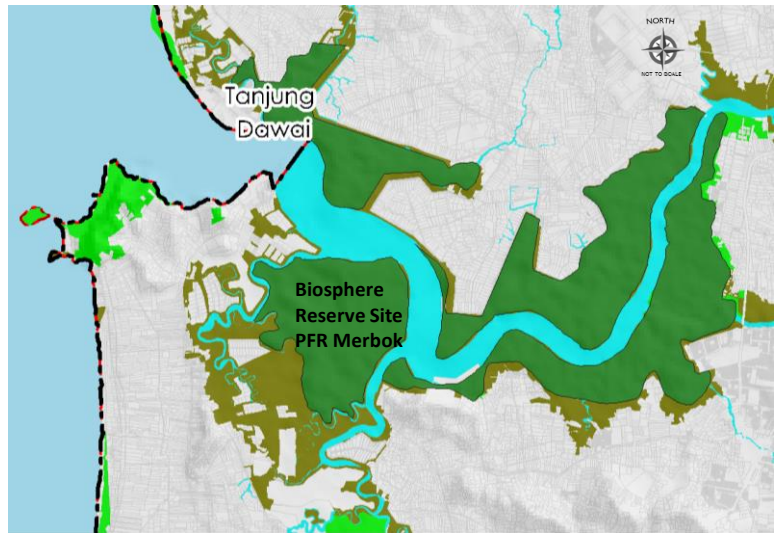 NORTH
NOT TO SCALE
Tanjung
Dawai
Biosphere
Reserve Site
PFR Merbok